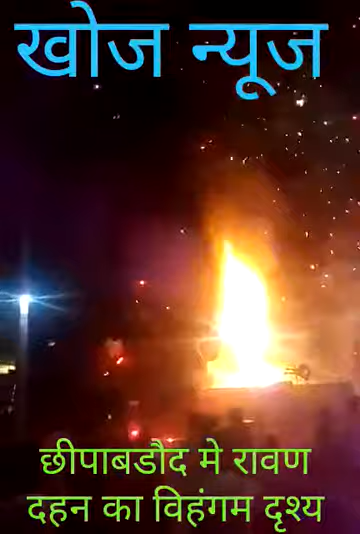 खोज न्यूज
छीपाबडौद मे रावण
दहन का विहंगम दृश्य